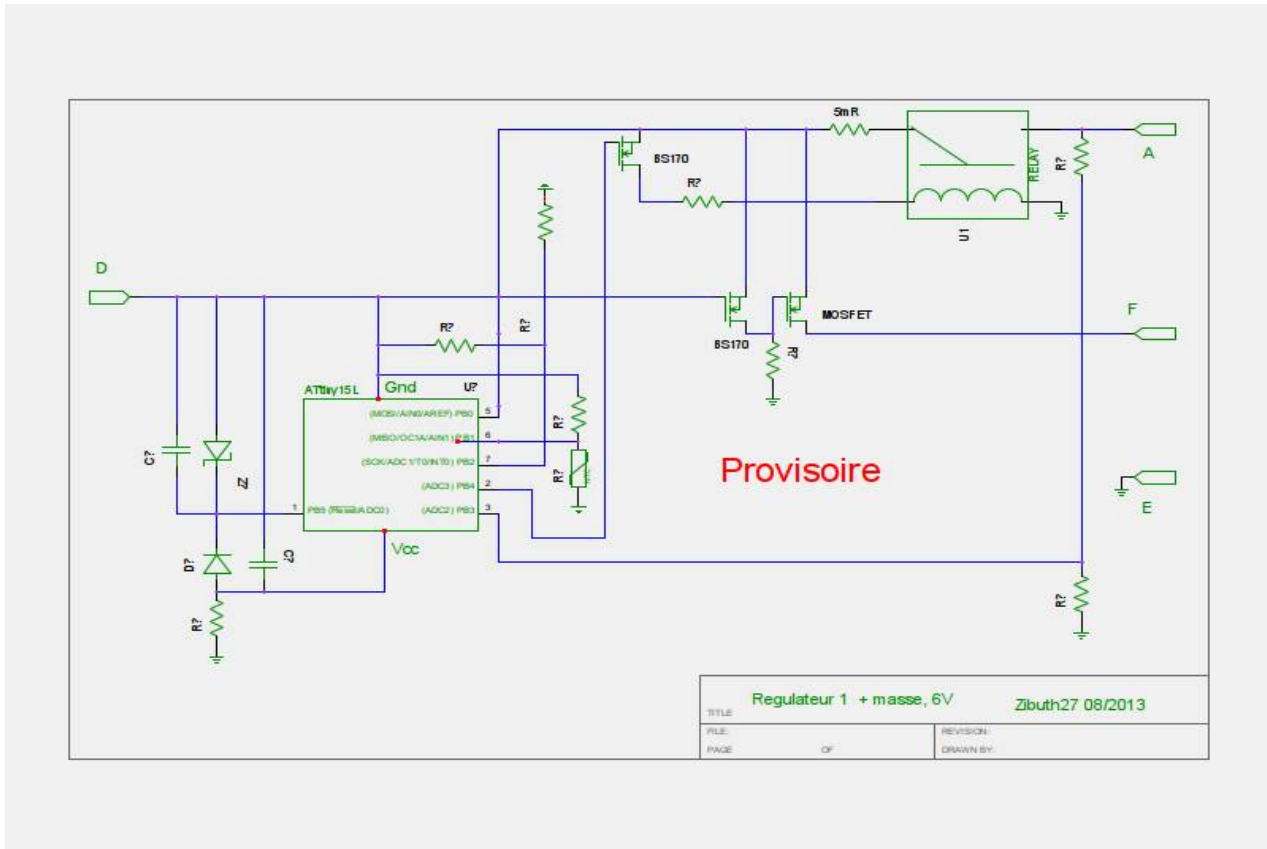 5mR
BS170
R?
RELAY
R?
A
U1
D
R?
R?
BS170
MOSFET
R?
F
ATtiny15L
Gnd
U?
(MOSI/AIN0/AREF) PB0
5
(MISO/OC1A/AIN1) PB1
6
(SCK/ADC1/T0/INT0) PB2
7
(ADC3) PB4
2
(ADC2) PB3
3
1
PB5 (Reset/ADC0)
Vcc
R?
R?
NTC
C?
Z?
D?
C?
R?
Provisoire
E
R?
TITLE
Regulateur 1 + masse, 6V
Zibuth27 08/2013
FILE:
REVISION:
PAGE
OF
DRAWN BY: